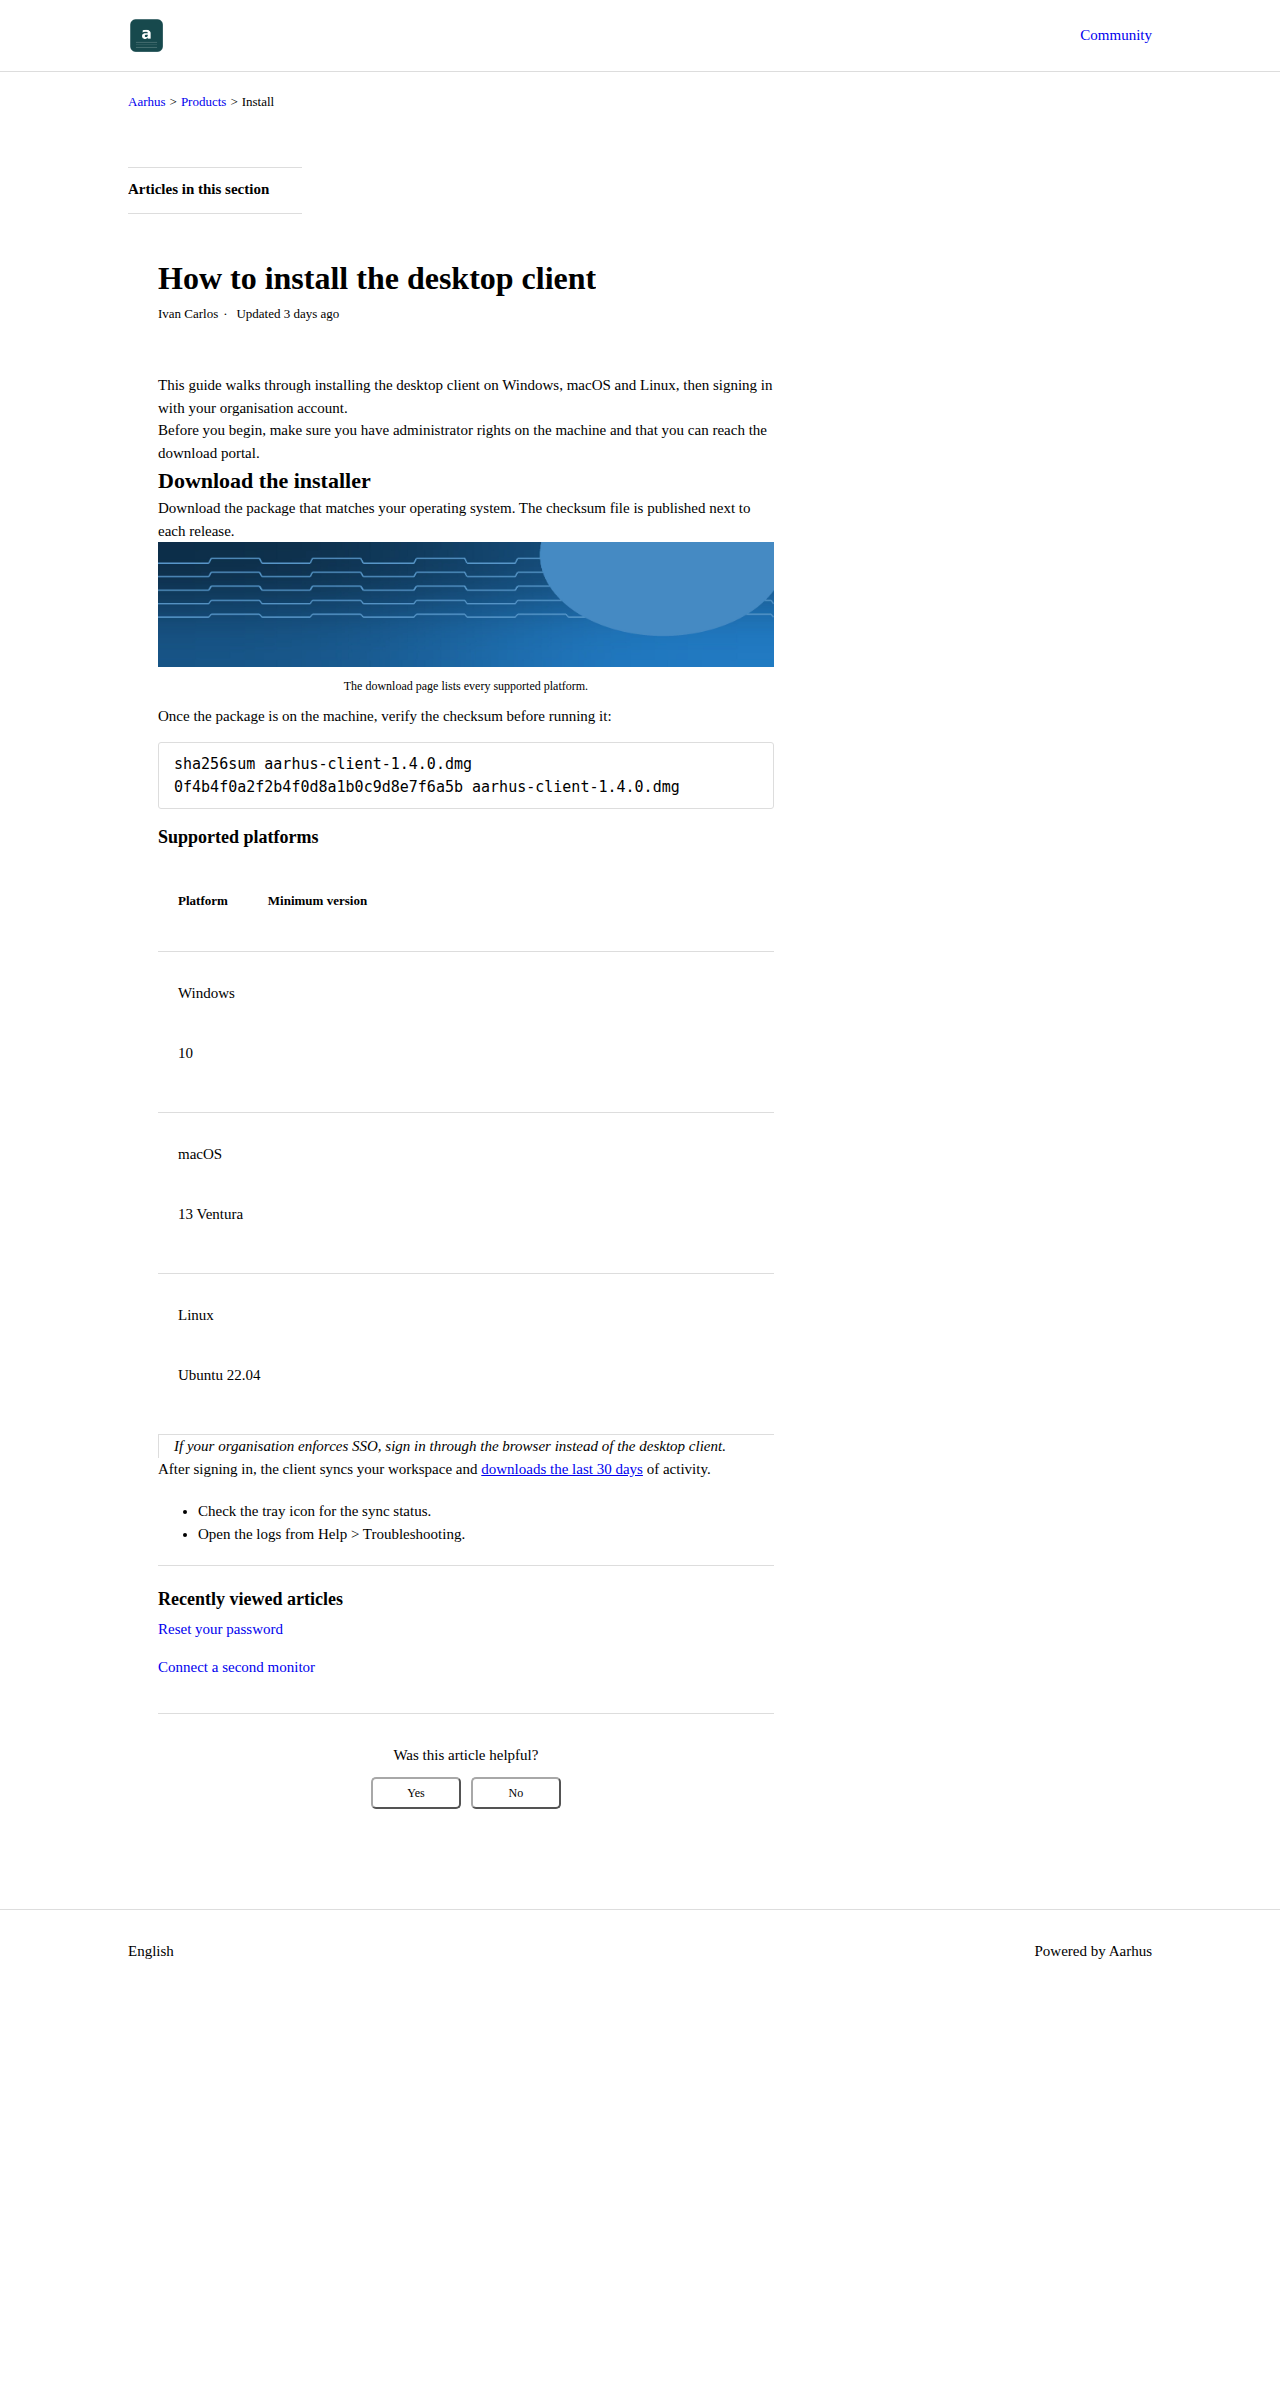 a
Community
Aarhus > Products > Install
Articles in this section
How to install the desktop client
Ivan Carlos · Updated 3 days ago
This guide walks through installing the desktop client on Windows, macOS and Linux, then signing in
with your organisation account.
Before you begin, make sure you have administrator rights on the machine and that you can reach the
download portal.
Download the installer
Download the package that matches your operating system. The checksum file is published next to
each release.
The download page lists every supported platform.
Once the package is on the machine, verify the checksum before running it:
sha256sum aarhus-client-1.4.0.dmg
0f4b4f0a2f2b4f0d8a1b0c9d8e7f6a5b aarhus-client-1.4.0.dmg
Supported platforms
Platform Minimum version
Windows
10
macOS
13 Ventura
Linux
Ubuntu 22.04
If your organisation enforces SSO, sign in through the browser instead of the desktop client.
After signing in, the client syncs your workspace and downloads the last 30 days of activity.
Check the tray icon for the sync status.
Open the logs from Help > Troubleshooting.
Recently viewed articles
Reset your password
Connect a second monitor
Was this article helpful?
Yes No
English Powered by Aarhus